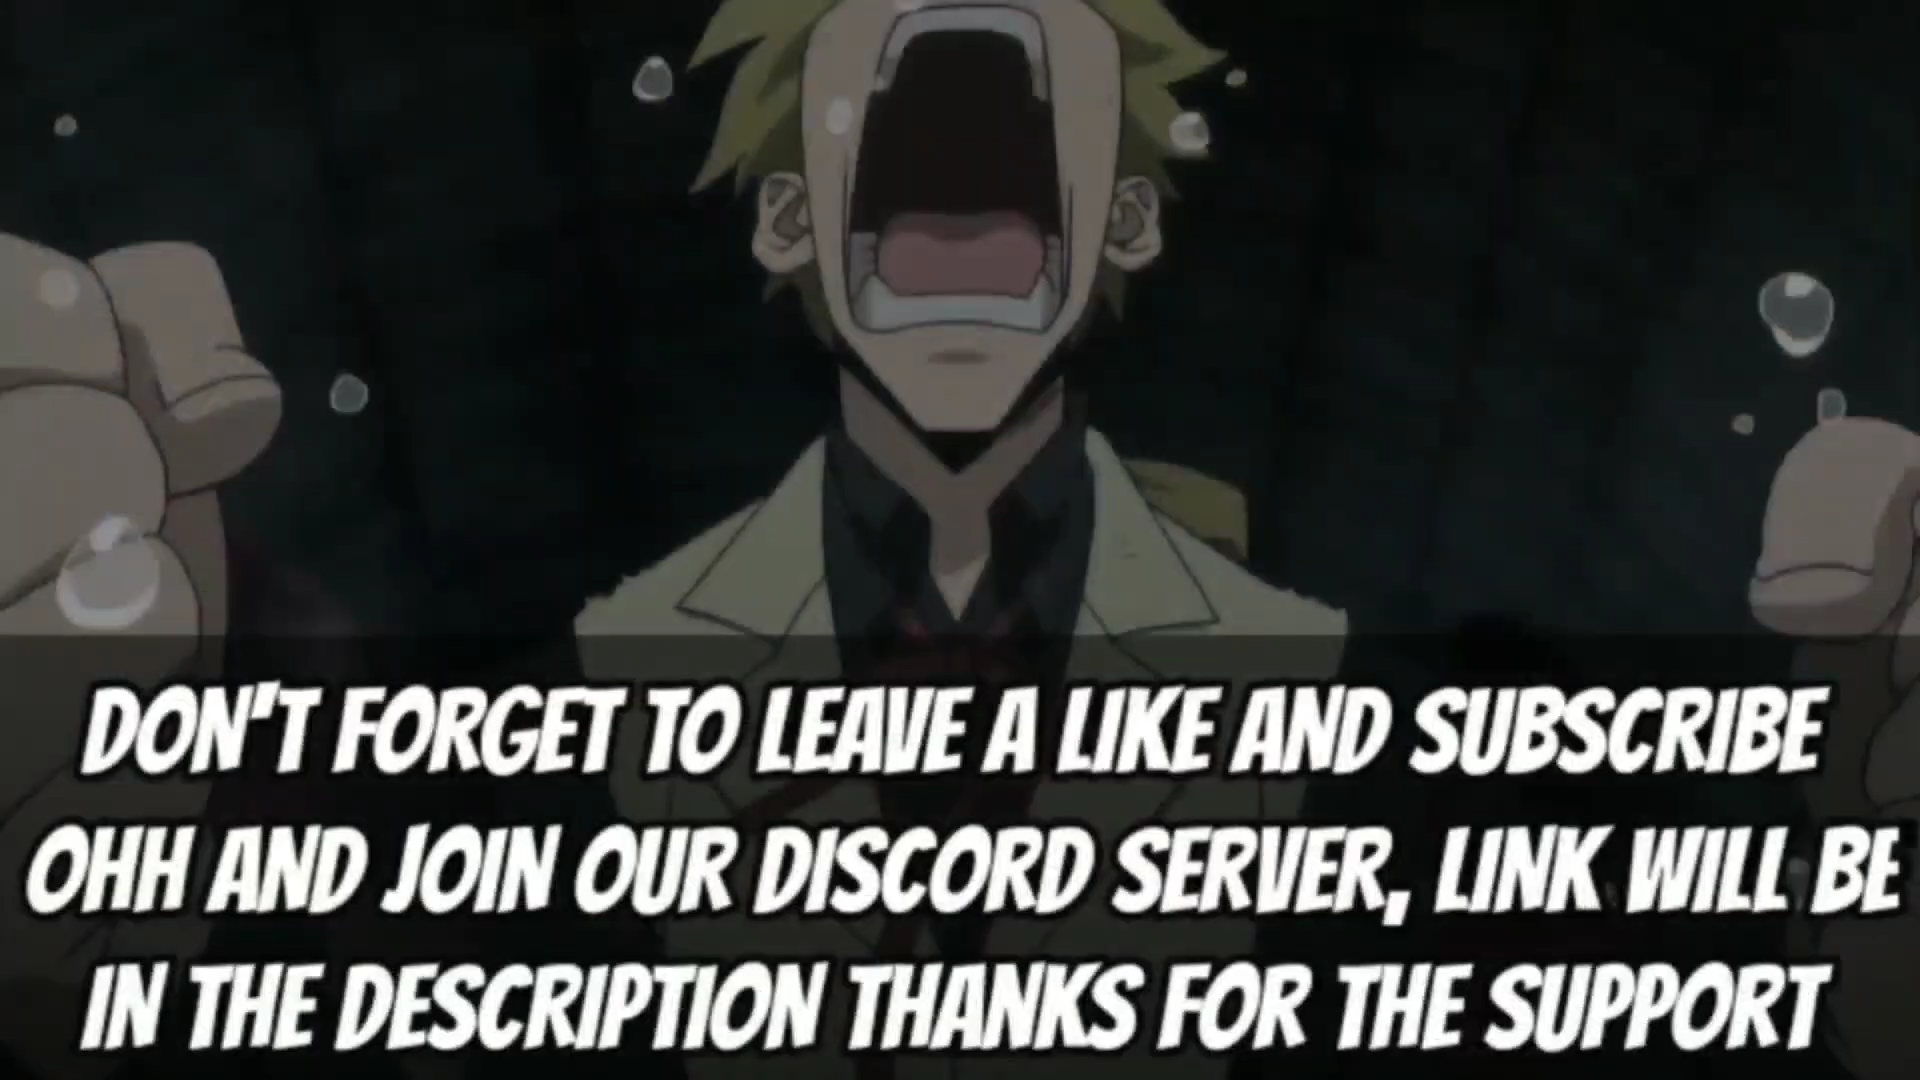 DON'T FORGET TO LEAVE A LIKE AND SUBSCRIBE
OHH AND JOIN OUR DISCORD SERVER, LINK WILL BE
IN THE DESCRIPTION THANKS FOR THE SUPPORT